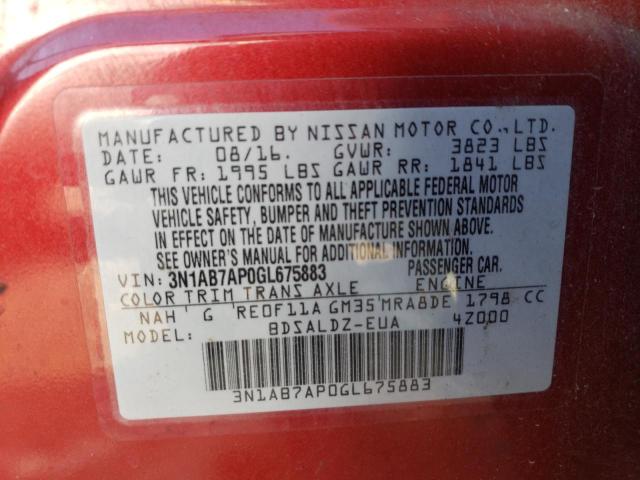 MANUFACTURED BY NISSAN MOTOR CO., LTD.
DATE: 08/16. GVWR: 3823 LBS
GAWR FR: 1995 LBS GAWR RR: 1841 LBS
THIS VEHICLE CONFORMS TO ALL APPLICABLE FEDERAL MOTOR
VEHICLE SAFETY, BUMPER AND THEFT PREVENTION STANDARDS
IN EFFECT ON THE DATE OF MANUFACTURE SHOWN ABOVE.
SEE OWNER'S MANUAL FOR ADDITIONAL INFORMATION.
VIN: 3N1AB7AP0GL675883 PASSENGER CAR.
COLOR TRIM TRANS AXLE ENGINE
NAH G RE0F11A GM35 MRA8DE 1798 CC
MODEL: BDSALDZ-EUA 4Z000
3N1AB7AP0GL675883